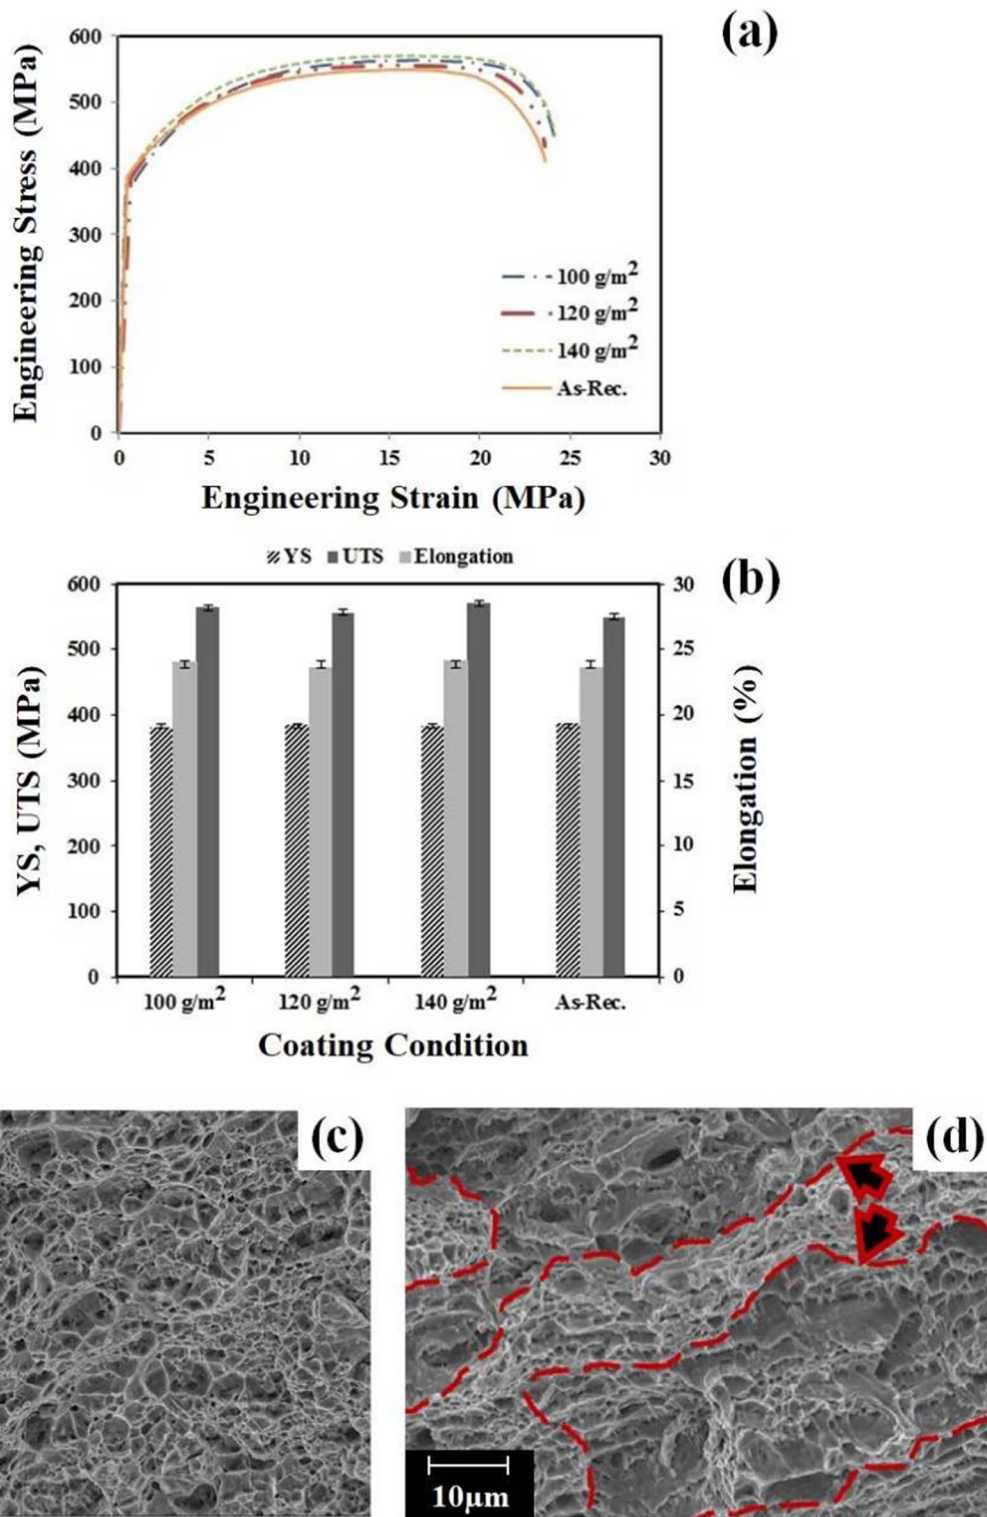 (a)
600
500
400
300
200
100
0
0 5 10 15 20 25 30
Engineering Stress (MPa)
Engineering Strain (MPa)
100 g/m²
120 g/m²
140 g/m²
As-Rec.
(b)
YS UTS Elongation
600
500
400
300
200
100
0
30
25
20
15
10
5
0
YS, UTS (MPa)
Elongation (%)
100 g/m² 120 g/m² 140 g/m² As-Rec.
Coating Condition
(c)
(d)
10µm